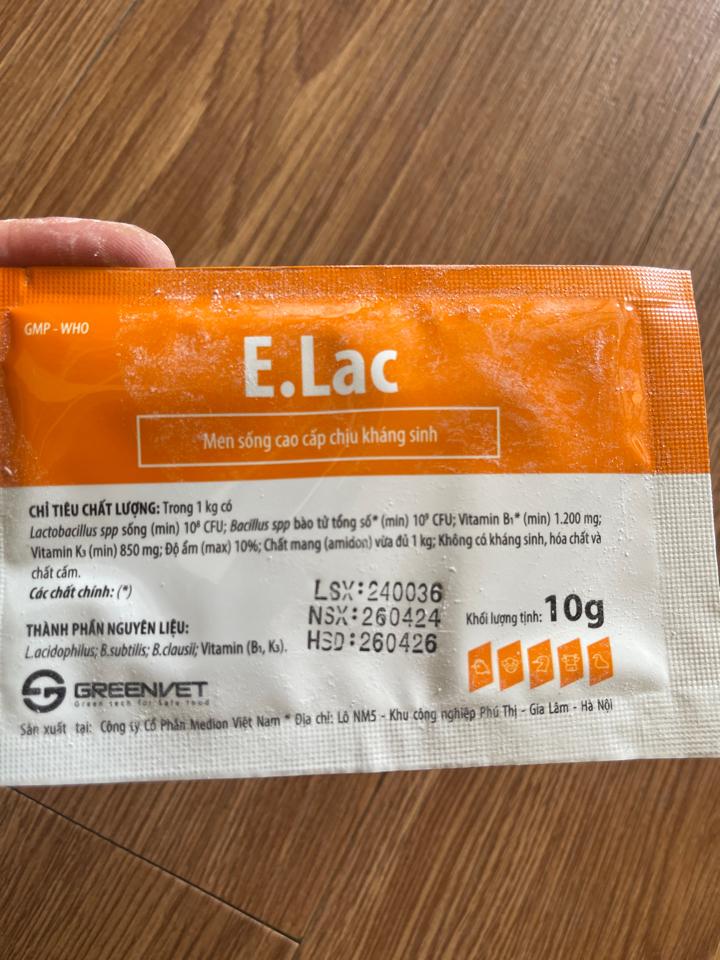 GMP - WHO
E.Lac
Men sống cao cấp chịu kháng sinh
CHỈ TIÊU CHẤT LƯỢNG: Trong 1 kg có
Lactobacillus spp sống (min) 10⁸ CFU; Bacillus spp bào tử tổng số* (min) 10⁹ CFU; Vitamin B₁* (min) 1.200 mg;
Vitamin K₃ (min) 850 mg; Độ ẩm (max) 10%; Chất mang (amidon) vừa đủ 1 kg; Không có kháng sinh, hóa chất và
chất cấm.
Các chất chính: (*)
LSX:240036
NSX:260424
HSD:260426
Khối lượng tịnh: 10g
THÀNH PHẦN NGUYÊN LIỆU:
L.acidophilus; B.subtilis; B.clausii; Vitamin (B₁, K₃).
GREENVET
Green tech for Safe food
Sản xuất tại: Công ty Cổ Phần Medion Việt Nam * Địa chỉ: Lô NM5 - Khu công nghiệp Phú Thị - Gia Lâm - Hà Nội